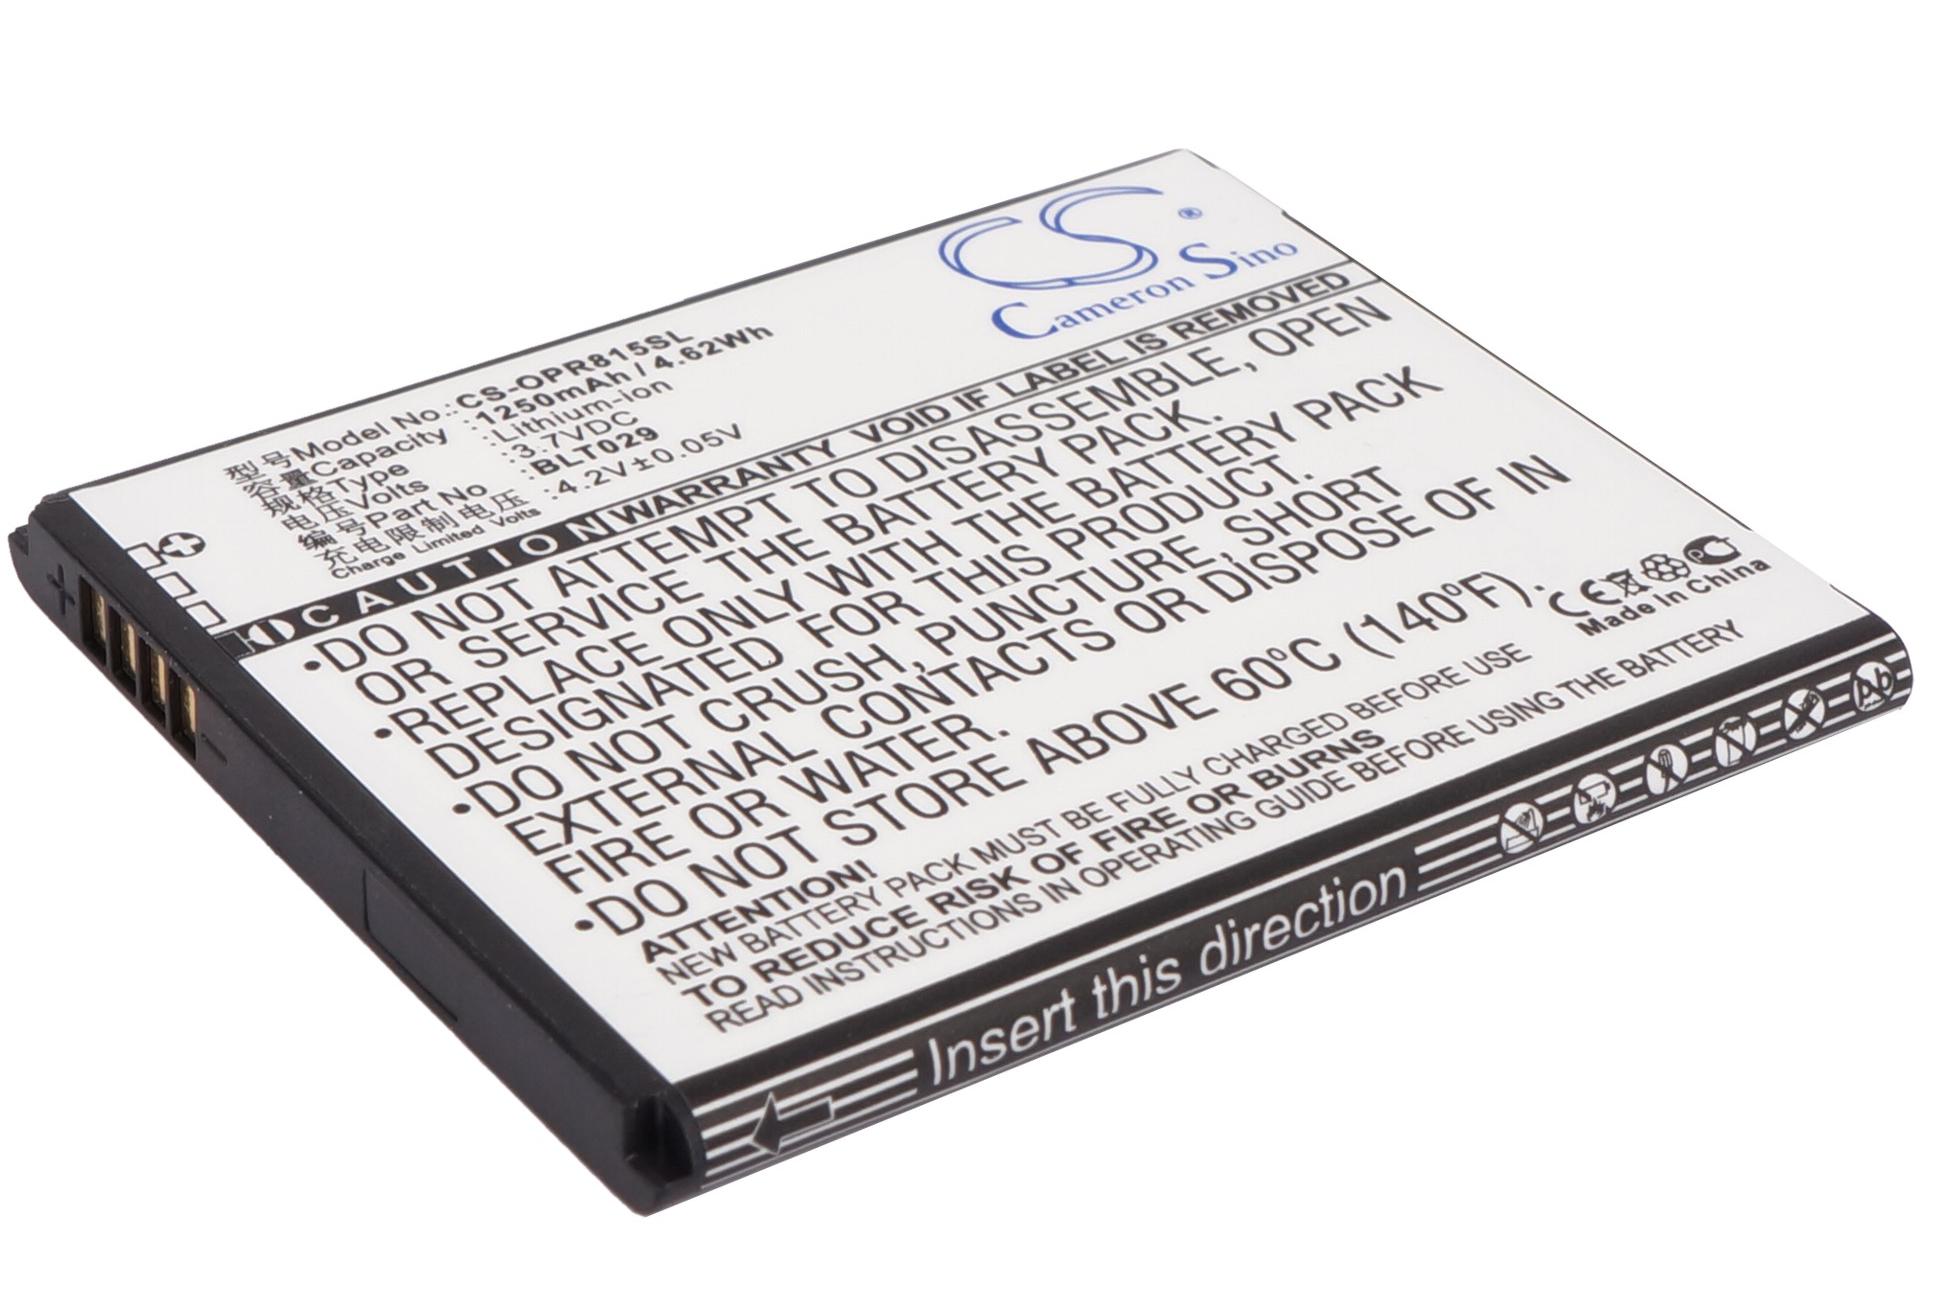 CS ®
Cameron Sino
型号Model No.: CS-OPR815SL
容量Capacity : 1250mAh / 4.62Wh
规格Type : Lithium-ion
电压Volts : 3.7VDC
编号Part No : BLT029
充电限制电压 : 4.2V±0.05V
Charge Limited Volts
CAUTION WARRANTY VOID IF LABEL IS REMOVED
•DO NOT ATTEMPT TO DISASSEMBLE, OPEN
OR SERVICE THE BATTERY PACK.
•REPLACE ONLY WITH THE BATTERY PACK
DESIGNATED FOR THIS PRODUCT.
•DO NOT CRUSH, PUNCTURE, SHORT
EXTERNAL CONTACTS OR DISPOSE OF IN
FIRE OR WATER.
•DO NOT STORE ABOVE 60°C (140°F).
CE PCT
Made In China
ATTENTION!
NEW BATTERY PACK MUST BE FULLY CHARGED BEFORE USE
TO REDUCE RISK OF FIRE OR BURNS
READ INSTRUCTIONS IN OPERATING GUIDE BEFORE USING THE BATTERY
Insert this direction
Pb
+
−